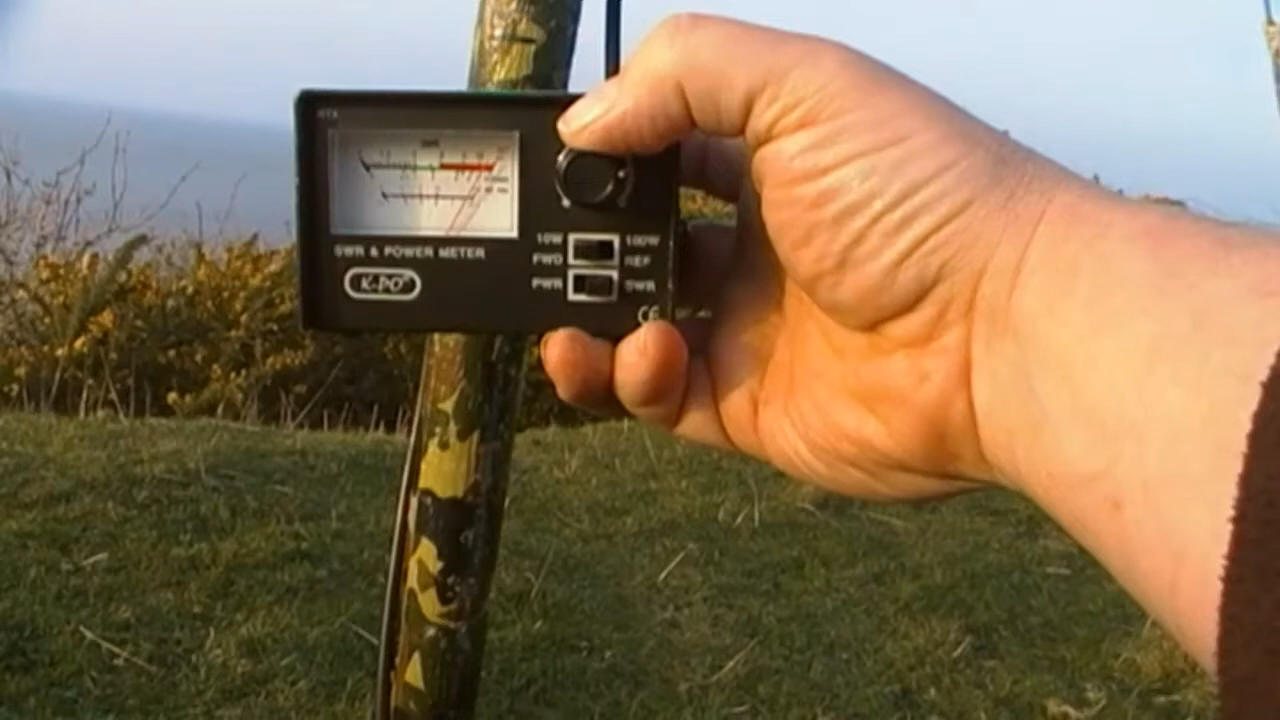 SWR & POWER METER
K-PO
10W 100W
FWD REF
PWR SWR
CE